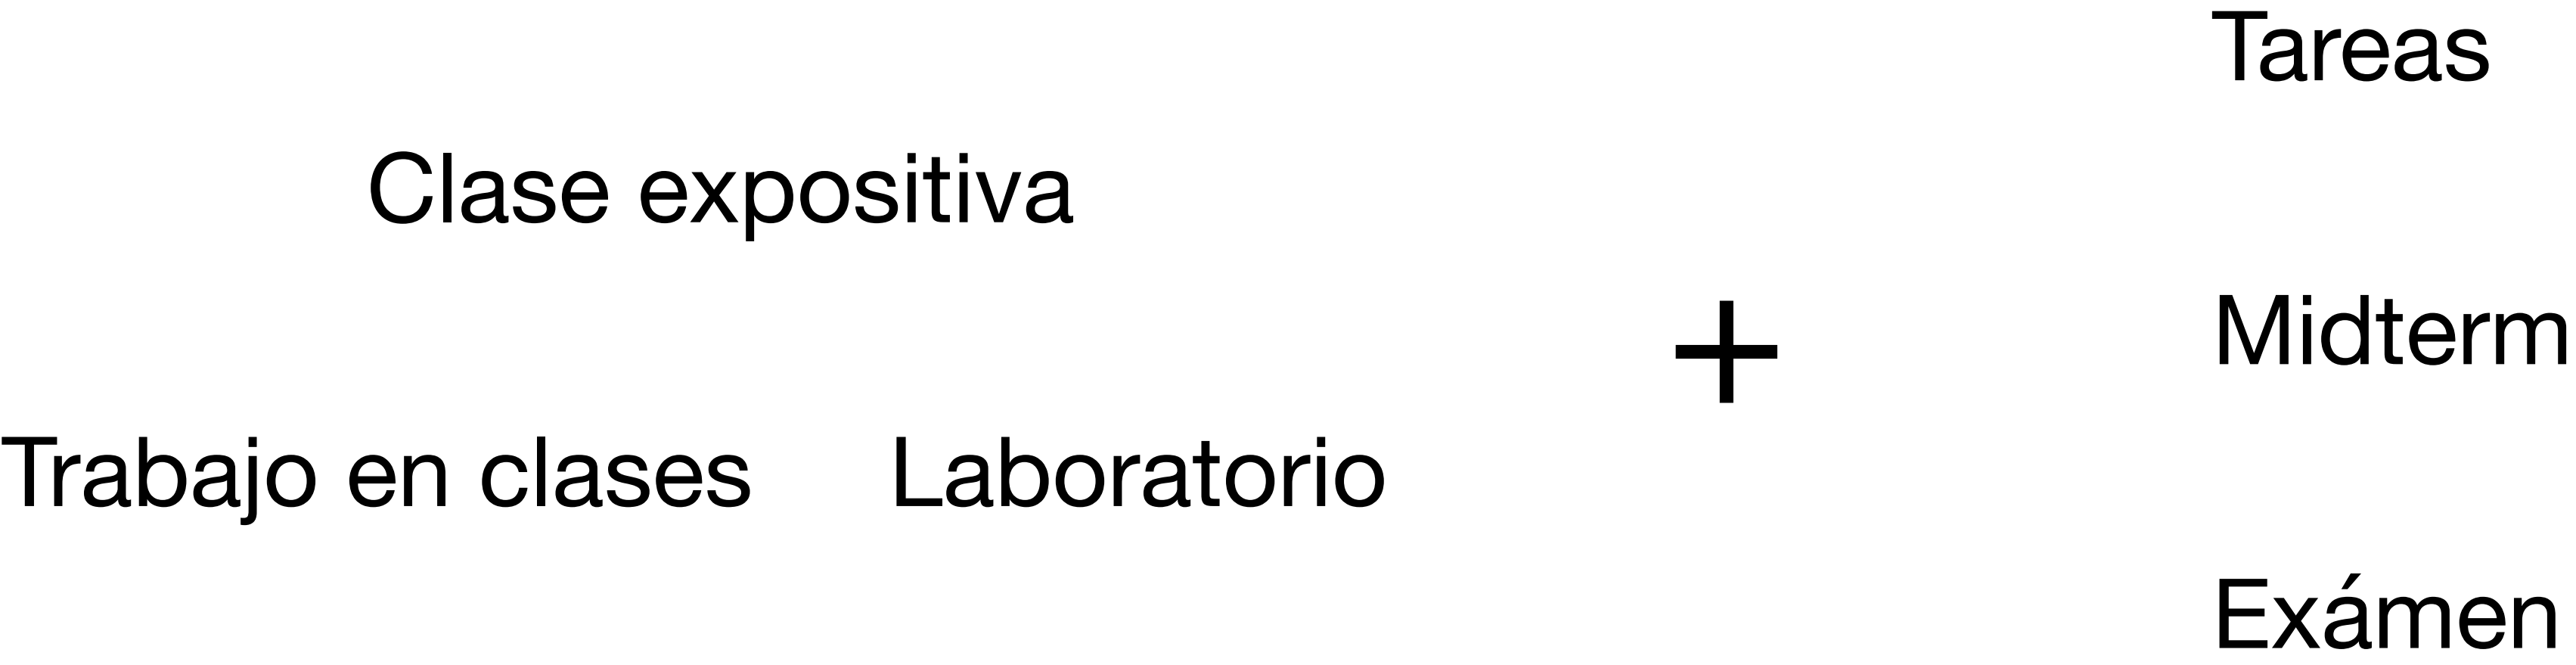 Clase expositiva
Trabajo en clases
Laboratorio
+
Tareas
Midterm
Exámen